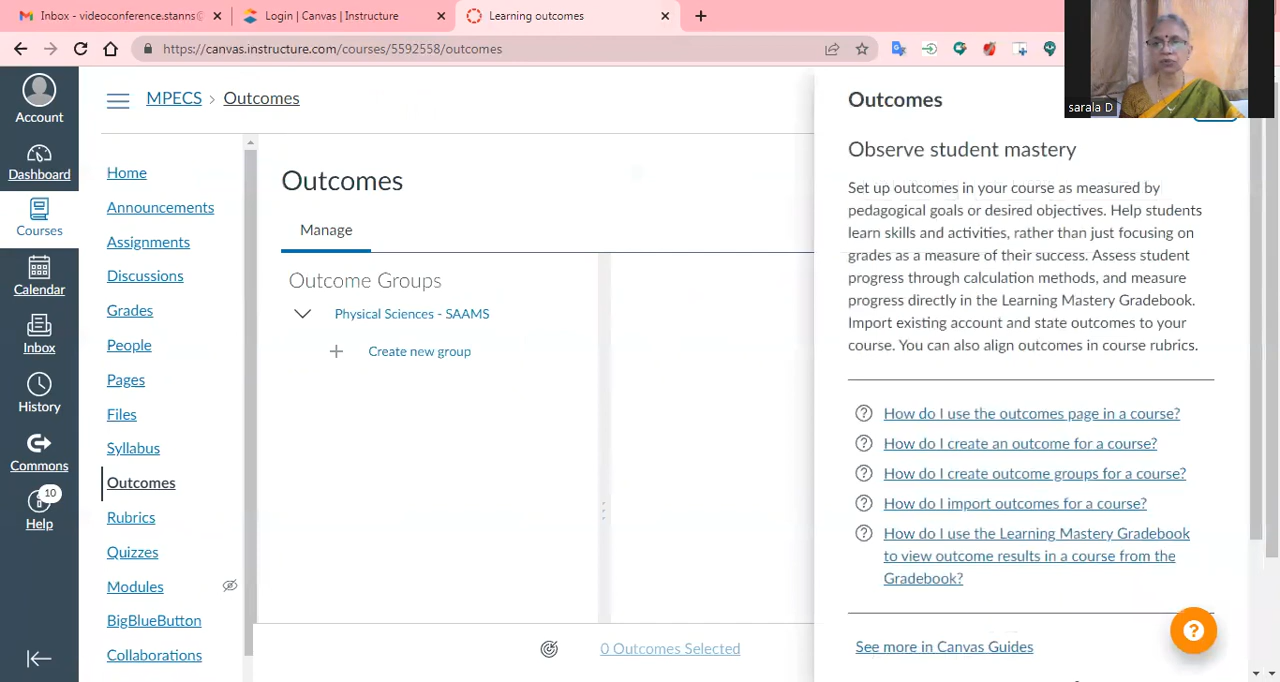 Inbox - videoconference.stanns
Login | Canvas | Instructure
Learning outcomes
https://canvas.instructure.com/courses/5592558/outcomes
sarala D
Account
Dashboard
Courses
Calendar
Inbox
History
Commons
10
Help
MPECS > Outcomes
Home
Announcements
Assignments
Discussions
Grades
People
Pages
Files
Syllabus
Outcomes
Rubrics
Quizzes
Modules
BigBlueButton
Collaborations
Outcomes
Manage
Outcome Groups
Physical Sciences - SAAMS
Create new group
0 Outcomes Selected
Outcomes
Observe student mastery
Set up outcomes in your course as measured by
pedagogical goals or desired objectives. Help students
learn skills and activities, rather than just focusing on
grades as a measure of their success. Assess student
progress through calculation methods, and measure
progress directly in the Learning Mastery Gradebook.
Import existing account and state outcomes to your
course. You can also align outcomes in course rubrics.
How do I use the outcomes page in a course?
How do I create an outcome for a course?
How do I create outcome groups for a course?
How do I import outcomes for a course?
How do I use the Learning Mastery Gradebook
to view outcome results in a course from the
Gradebook?
See more in Canvas Guides